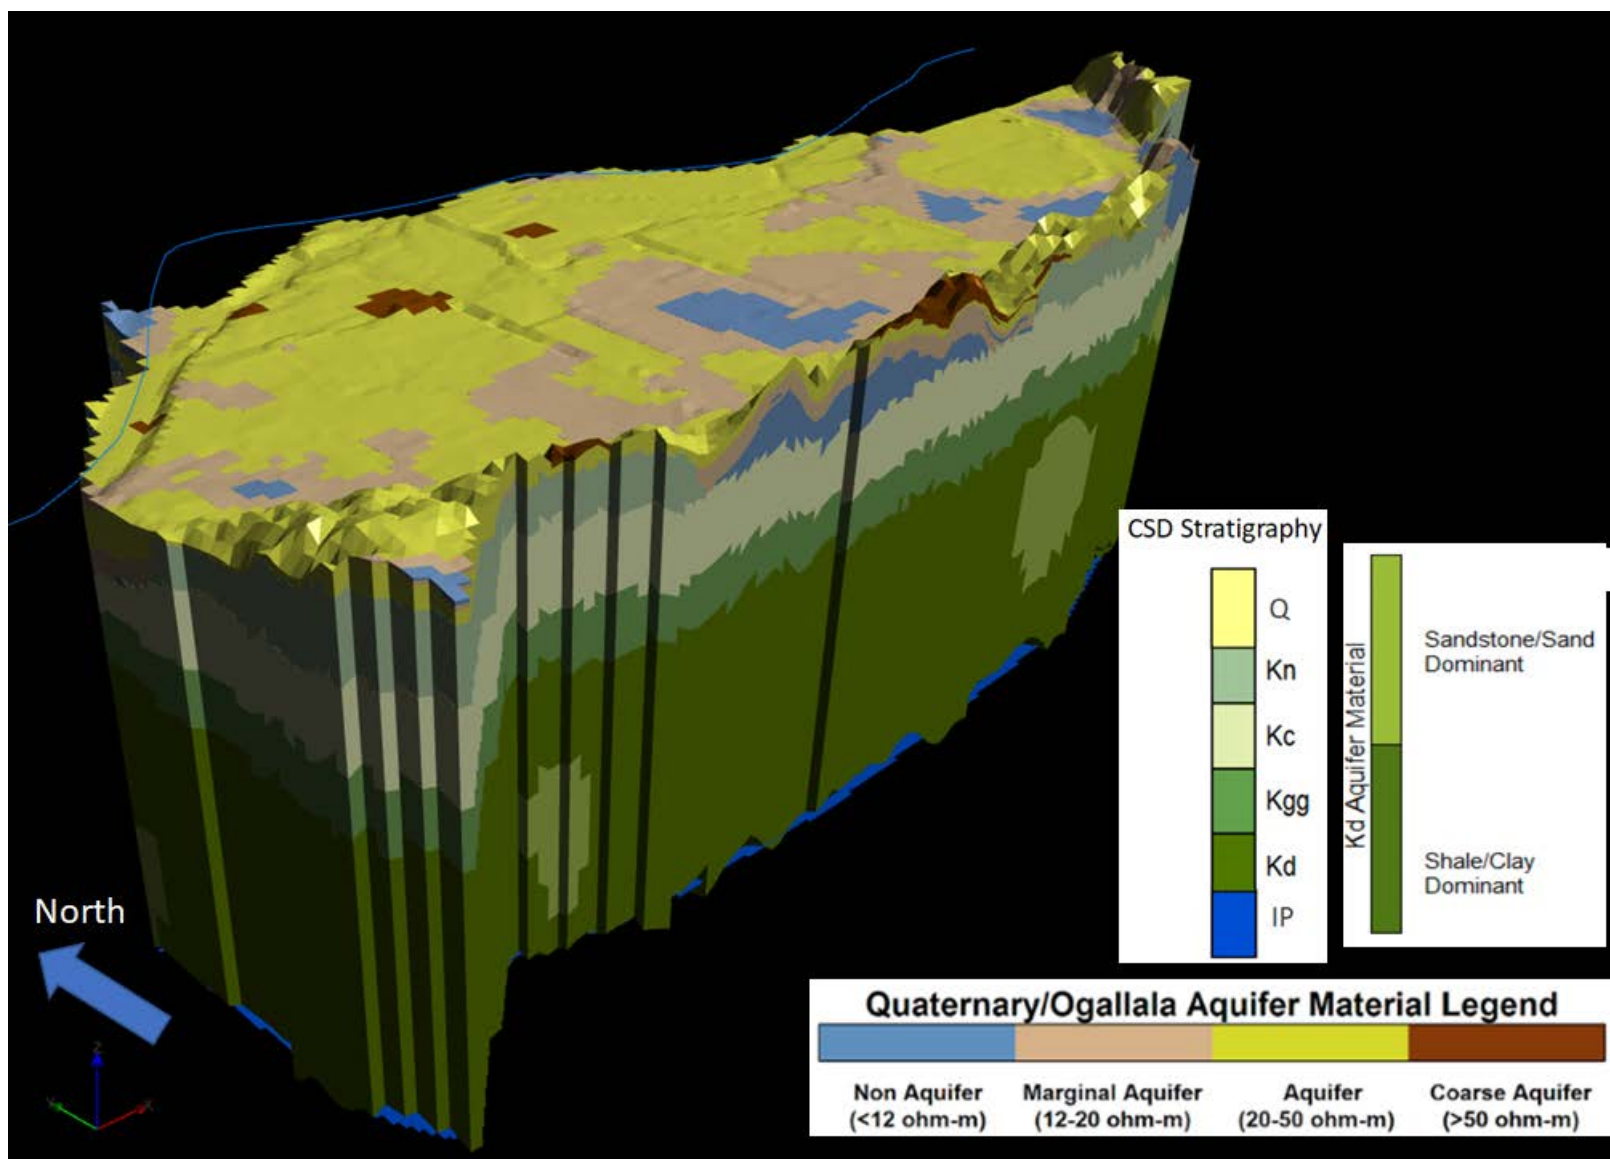 CSD Stratigraphy
Q
Kn
Kc
Kgg
Kd
IP
Kd Aquifer Material
Sandstone/Sand
Dominant
Shale/Clay
Dominant
North
Z
X
Quaternary/Ogallala Aquifer Material Legend
Non Aquifer
(<12 ohm-m)
Marginal Aquifer
(12-20 ohm-m)
Aquifer
(20-50 ohm-m)
Coarse Aquifer
(>50 ohm-m)